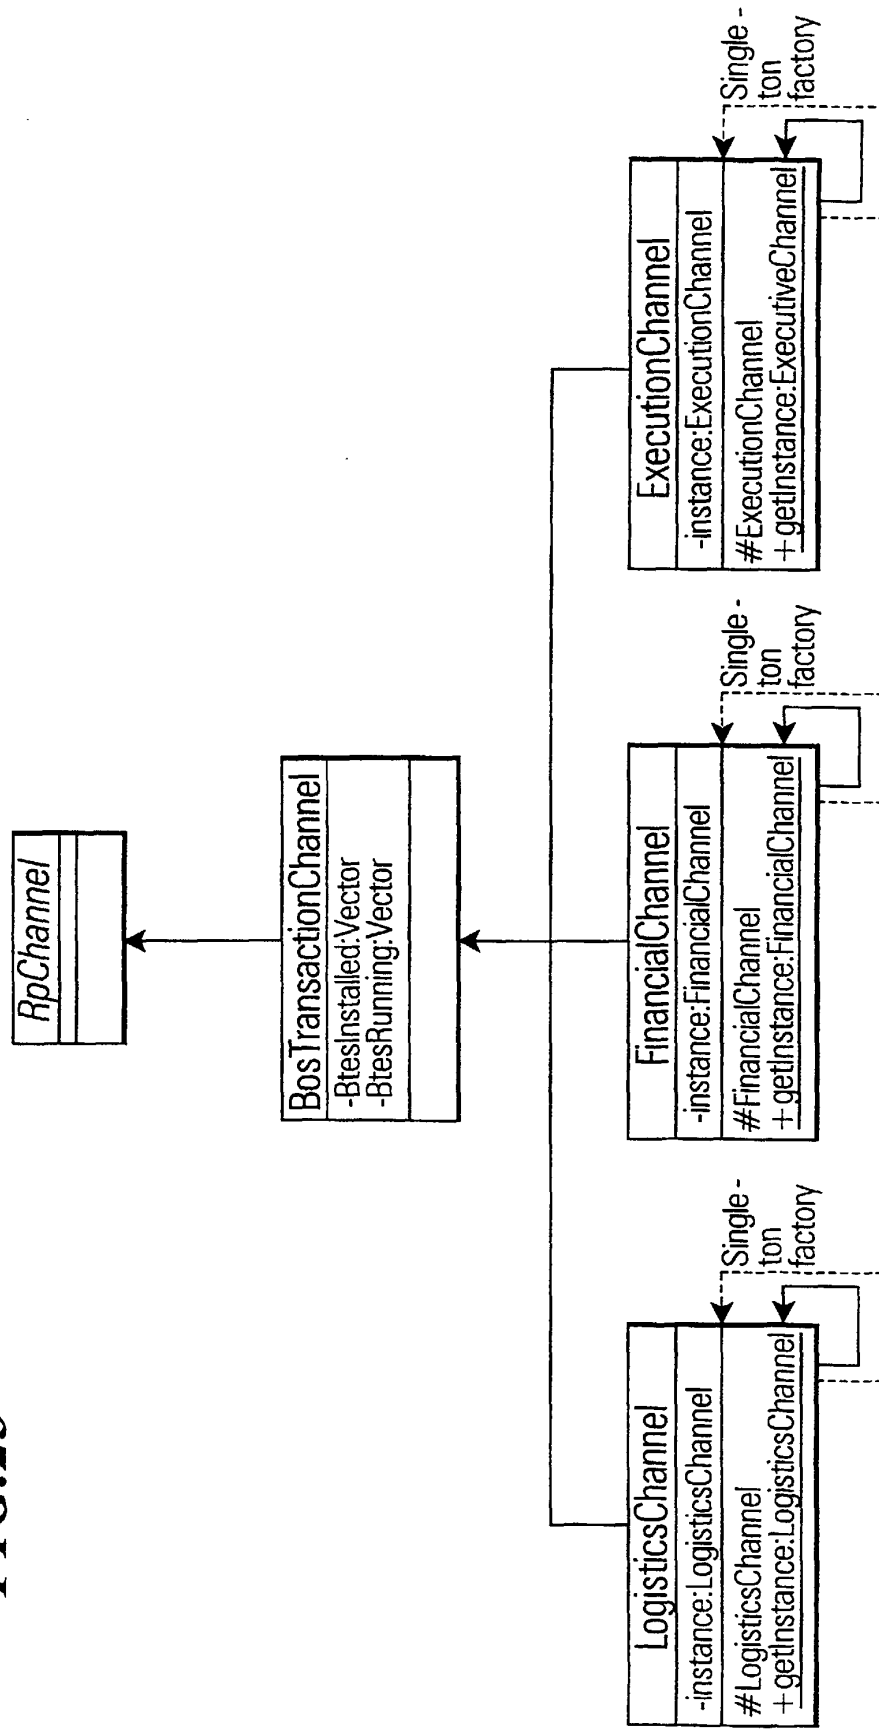 RpChannel
BosTransactionChannel
-BtesInstalled:Vector
-BtesRunning:Vector
LogisticsChannel
-instance:LogisticsChannel
#LogisticsChannel
+getInstance:LogisticsChannel
Single-
ton
factory
FinancialChannel
-instance:FinancialChannel
#FinancialChannel
+getInstance:FinancialChannel
Single-
ton
factory
ExecutionChannel
-instance:ExecutionChannel
#ExecutionChannel
+getInstance:ExecutiveChannel
Single-
ton
factory